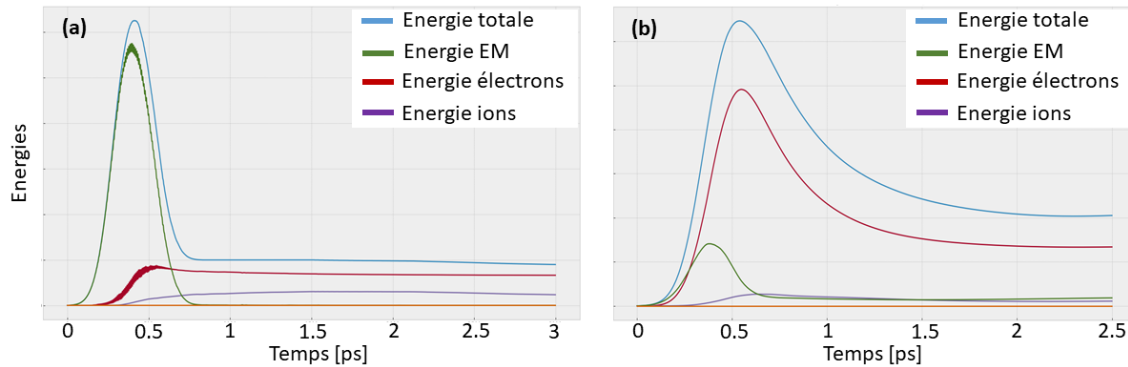 (a)
Energie totale
Energie EM
Energie électrons
Energie ions
Energies
0 0.5 1 1.5 2 2.5 3
Temps [ps]
(b)
Energie totale
Energie EM
Energie électrons
Energie ions
0 0.5 1 1.5 2 2.5
Temps [ps]